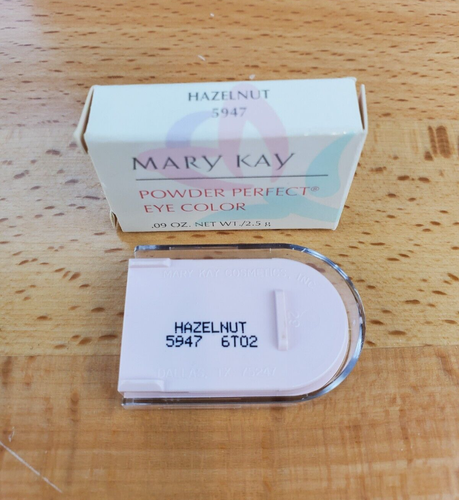 HAZELNUT
5947
MARY KAY
POWDER PERFECT®
EYE COLOR
.09 OZ. NET WT./2.5 g
HAZELNUT
5947 6T02